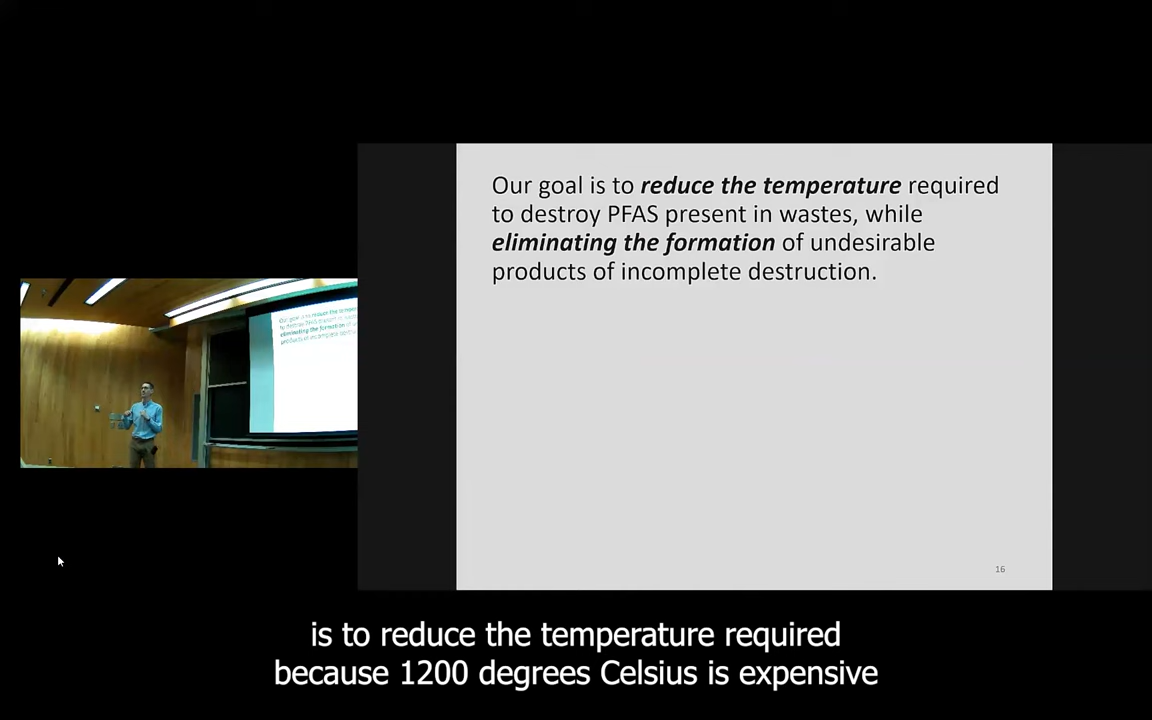 Our goal is to reduce the temperature required
to destroy PFAS present in wastes, while
eliminating the formation of undesirable
products of incomplete destruction.
16
is to reduce the temperature required
because 1200 degrees Celsius is expensive